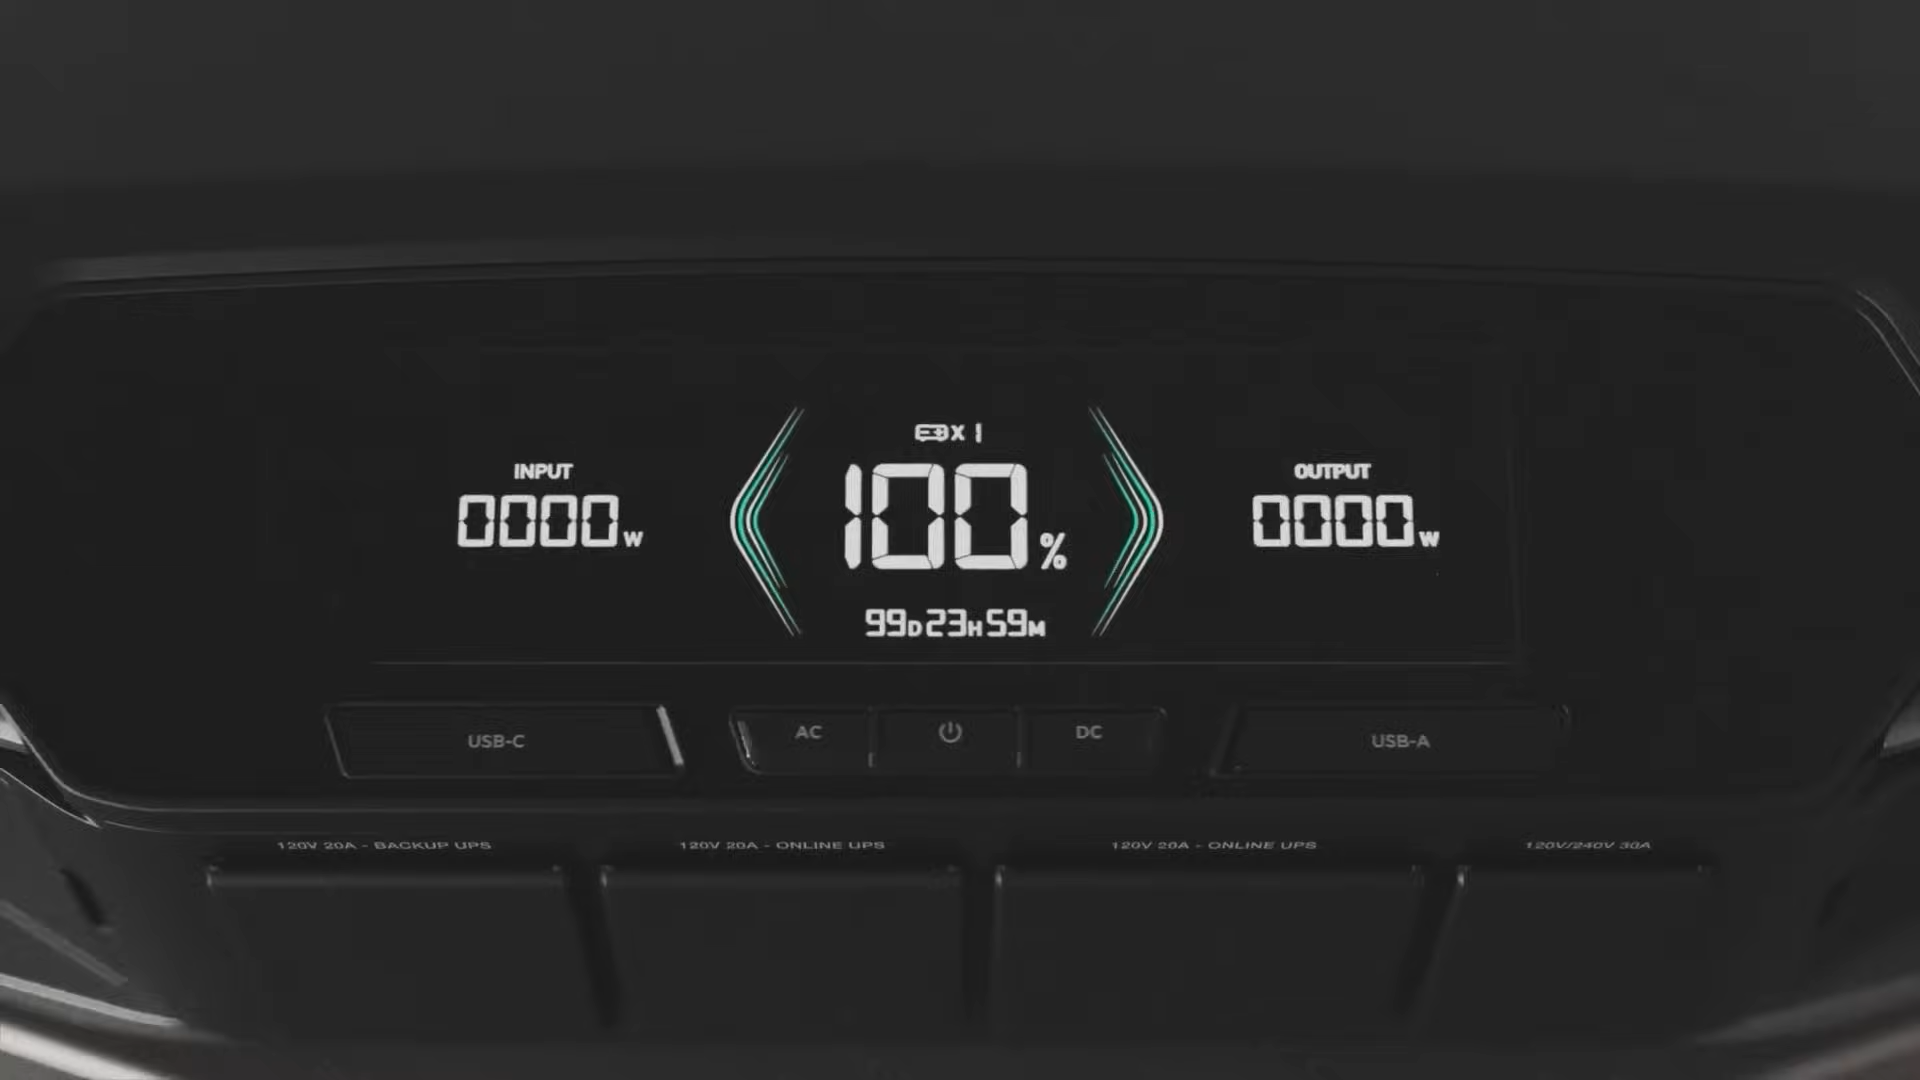 X 1
INPUT
0000W
100%
OUTPUT
0000W
99D23H59M
USB-C
AC
DC
USB-A
120V 20A - BACKUP UPS
120V 20A - ONLINE UPS
120V 20A - ONLINE UPS
120V/240V 30A